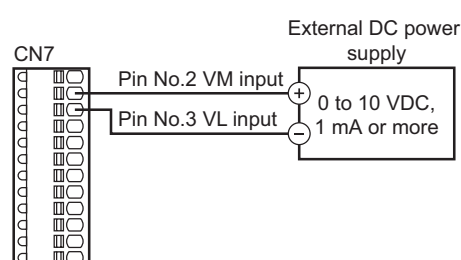 External DC power
supply
CN7
Pin No.2 VM input
+
0 to 10 VDC,
Pin No.3 VL input
1 mA or more
−